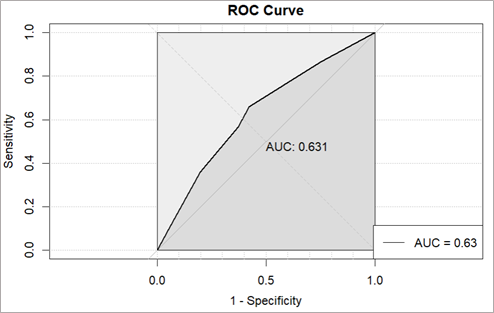 ROC Curve
Sensitivity
1.0
0.8
0.6
0.4
0.2
0.0
AUC: 0.631
AUC = 0.63
0.0 0.5 1.0
1 - Specificity